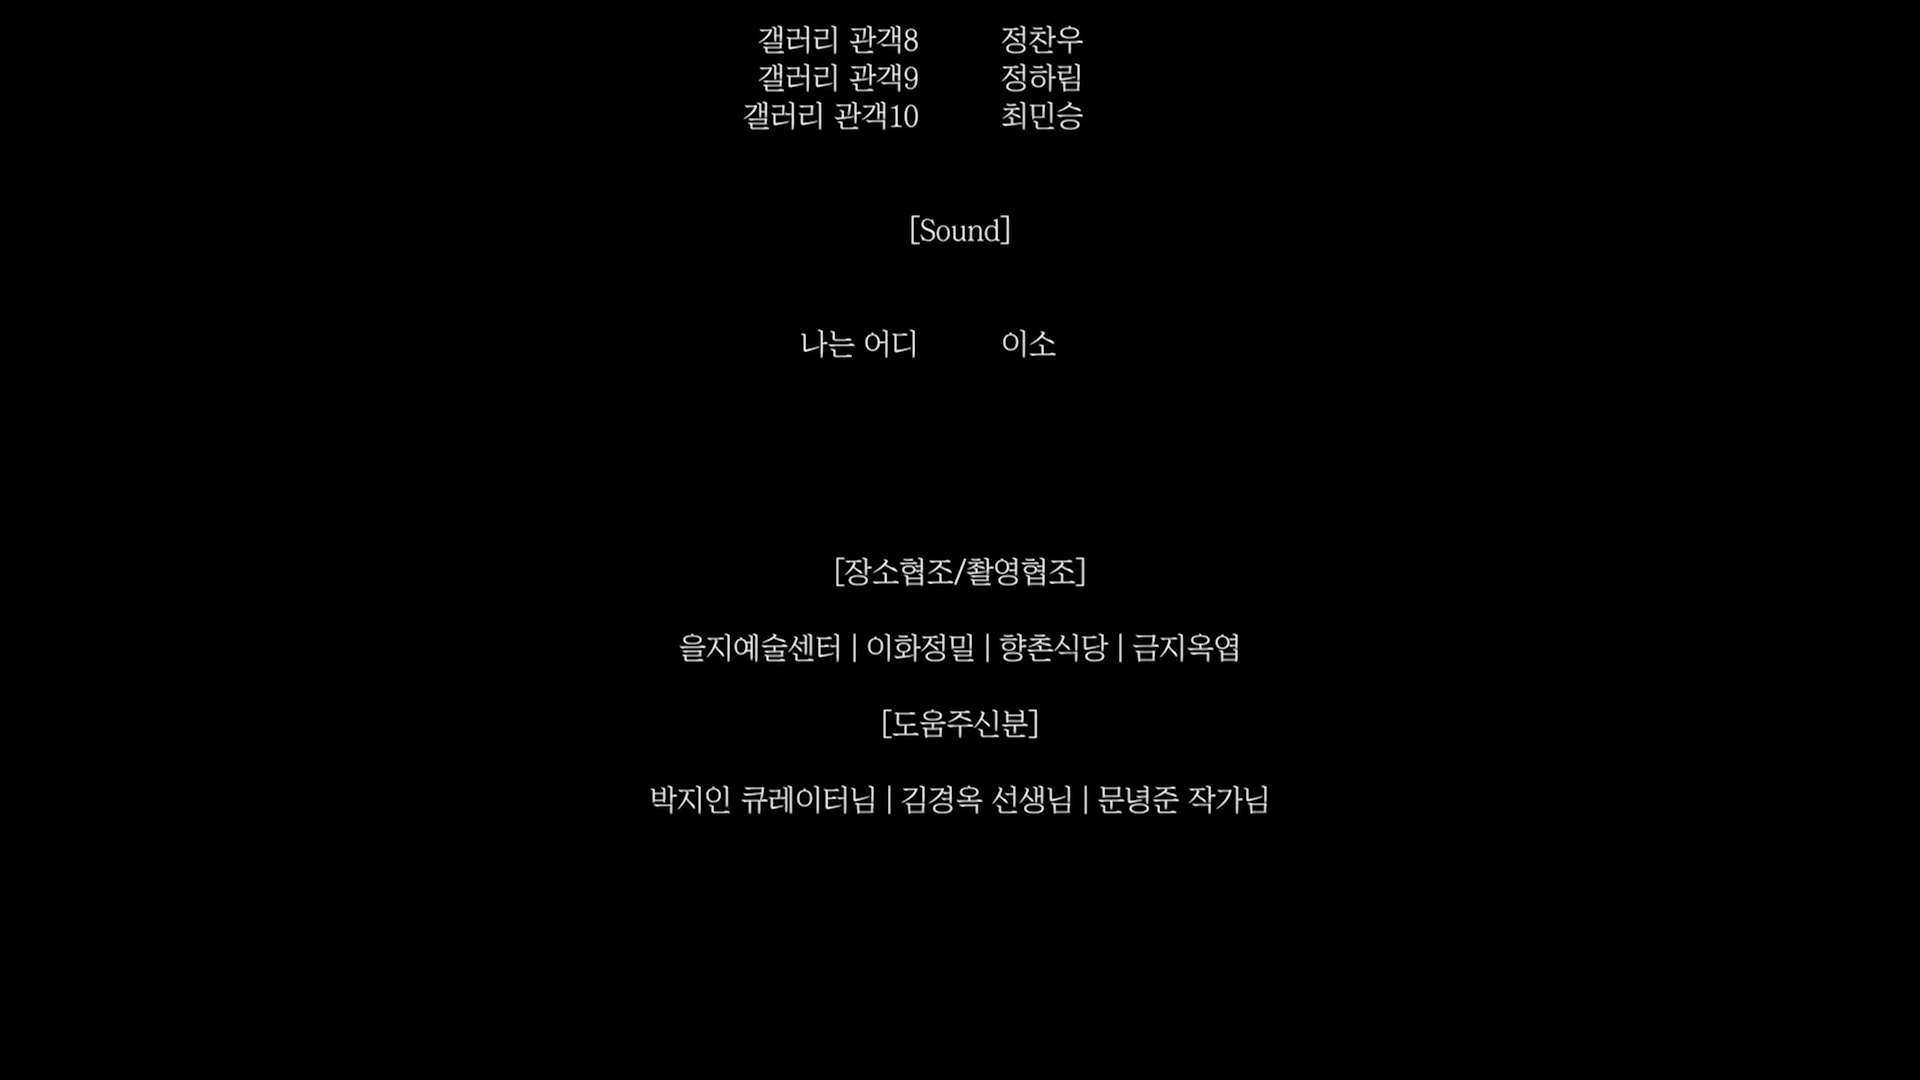 갤러리 관객8 정찬우
갤러리 관객9 정하림
갤러리 관객10 최민승
[Sound]
나는 어디 이소
[장소협조/촬영협조]
을지예술센터 | 이화정밀 | 향촌식당 | 금지옥엽
[도움주신분]
박지인 큐레이터님 | 김경옥 선생님 | 문녕준 작가님